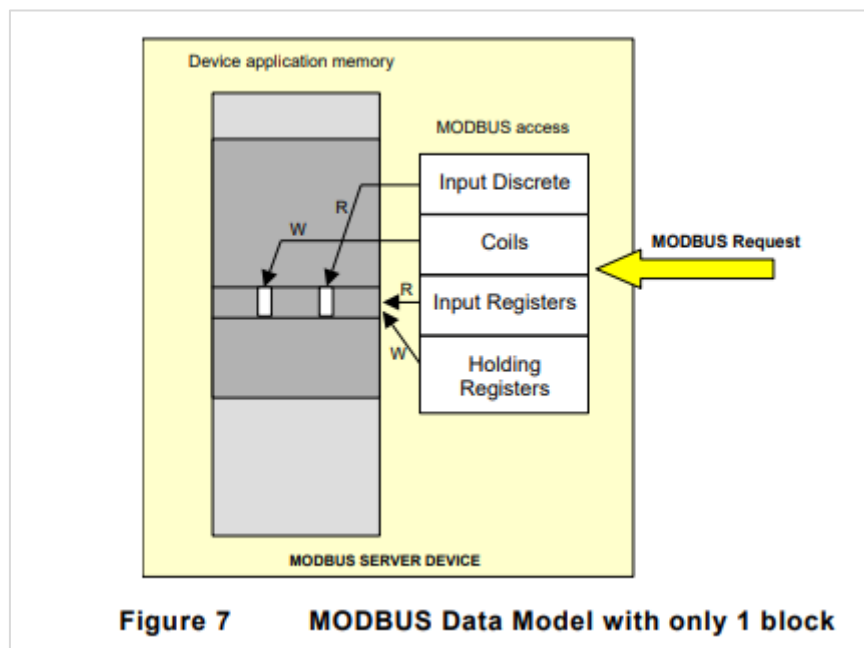 Device application memory
MODBUS access
Input Discrete
R
W
Coils
MODBUS Request
R
Input Registers
W
Holding
Registers
MODBUS SERVER DEVICE
Figure 7 MODBUS Data Model with only 1 block